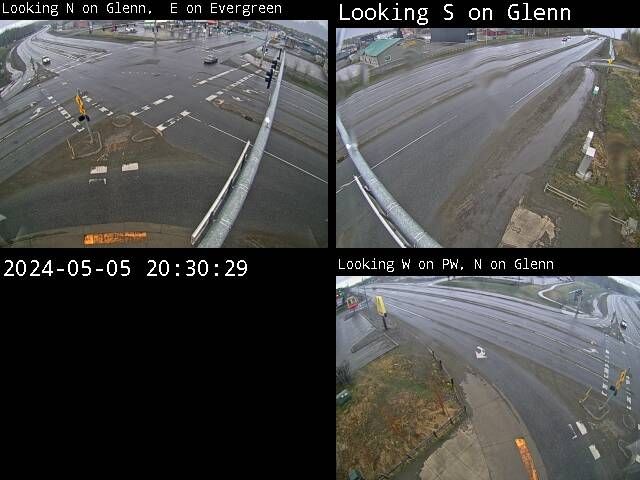 Looking N on Glenn,  E on Evergreen
Looking S on Glenn
2024-05-05 20:30:29
Looking W on PW, N on Glenn